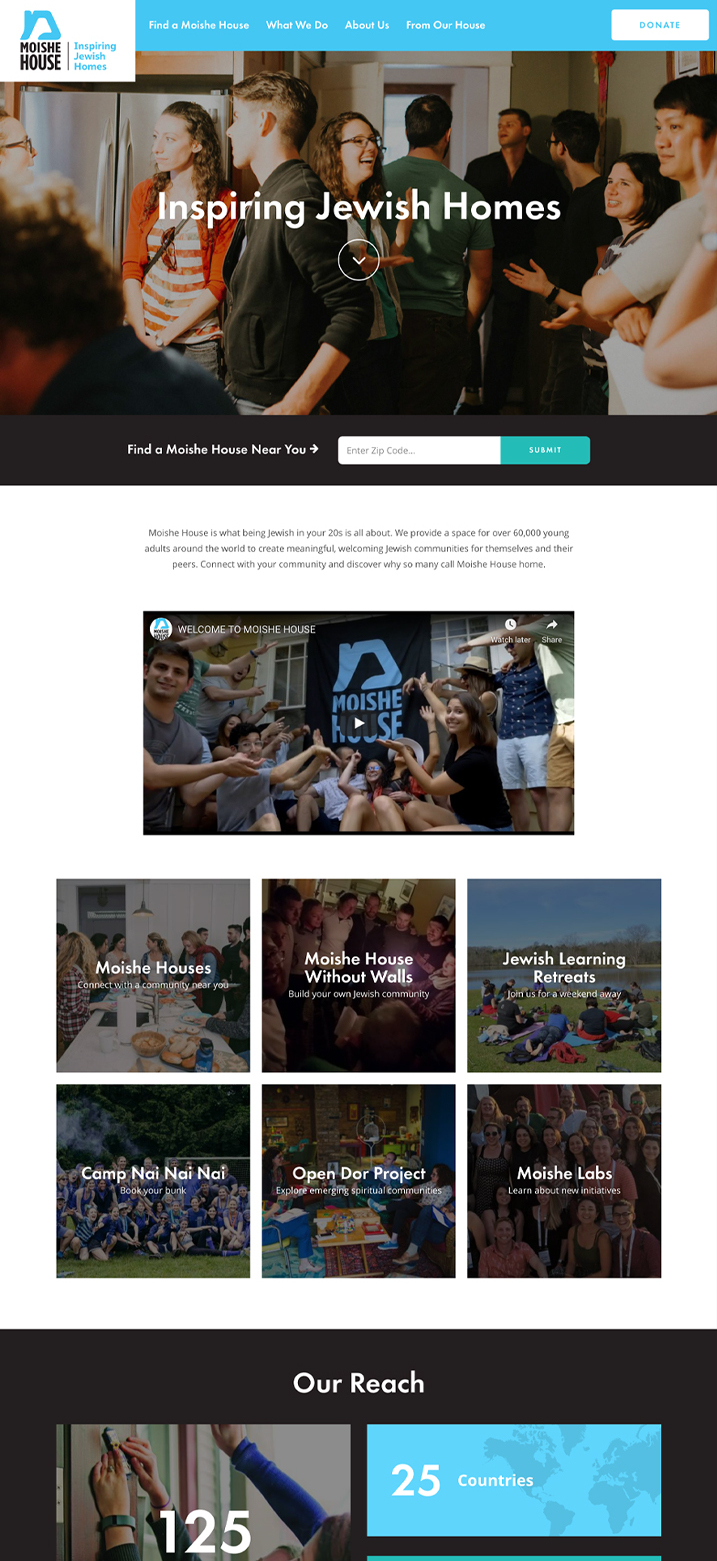 MOISHE
HOUSE
Inspiring
Jewish
Homes
Find a Moishe House
What We Do
About Us
From Our House
DONATE
Inspiring Jewish Homes
Find a Moishe House Near You
Enter Zip Code...
SUBMIT
Moishe House is what being Jewish in your 20s is all about. We provide a space for over 60,000 young
adults around the world to create meaningful, welcoming Jewish communities for themselves and their
peers. Connect with your community and discover why so many call Moishe House home.
MOISHE
HOUSE
WELCOME TO MOISHE HOUSE
Watch later
Share
MOISHE
HOUSE
Moishe Houses
Connect with a community near you
Moishe House
Without Walls
Build your own Jewish community
Jewish Learning
Retreats
Join us for a weekend away
Camp Nai Nai Nai
Book your bunk
Open Dor Project
Explore emerging spiritual communities
Moishe Labs
Learn about new initiatives
Our Reach
125
25 Countries